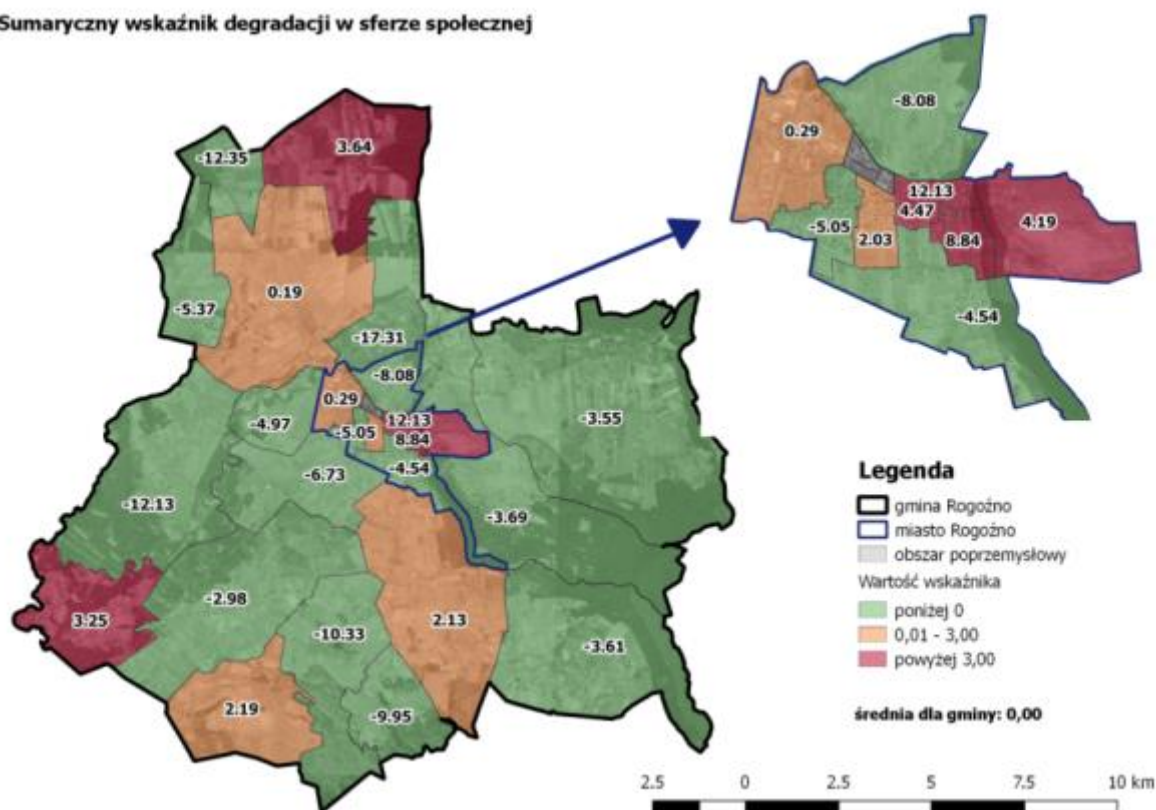 Sumaryczny wskaźnik degradacji w sferze społecznej
-8.08
0.29
12.13
4.47
4.19
-5.05
2.03
8.84
-4.54
3.64
-12.35
0.19
-5.37
-17.31
-8.08
0.29
12.13
-3.55
-4.97
-5.05
8.84
-6.73
-4.54
-12.13
-3.69
-2.98
3.25
-10.33
2.13
-3.61
2.19
-9.95
Legenda
gmina Rogoźno
miasto Rogoźno
obszar poprzemysłowy
Wartość wskaźnika
poniżej 0
0,01 - 3,00
powyżej 3,00
średnia dla gminy: 0,00
2.5 0 2.5 5 7.5 10 km